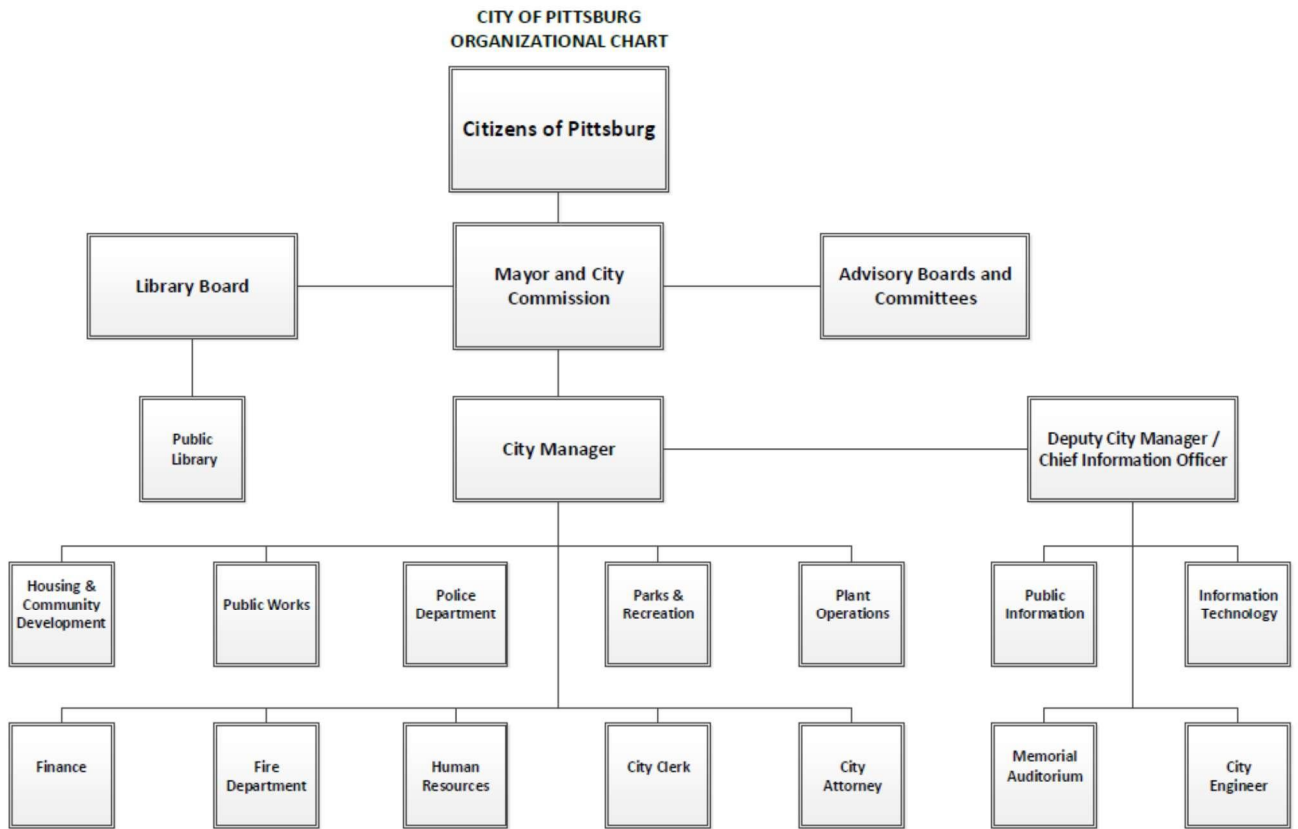 CITY OF PITTSBURG
ORGANIZATIONAL CHART
Citizens of Pittsburg
Library Board
Mayor and City
Commission
Advisory Boards and
Committees
Public
Library
City Manager
Deputy City Manager /
Chief Information Officer
Housing &
Community
Development
Public Works
Police
Department
Parks &
Recreation
Plant
Operations
Public
Information
Information
Technology
Finance
Fire
Department
Human
Resources
City Clerk
City
Attorney
Memorial
Auditorium
City
Engineer